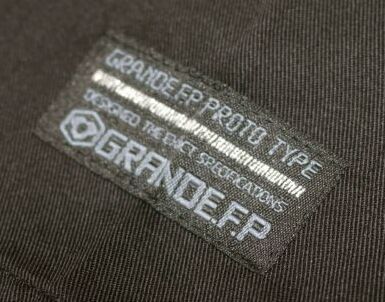 GRANDE.F.P PROTO TYPE
DESIGNED THE EXACT SPECIFICATIONS
GRANDE.F.P